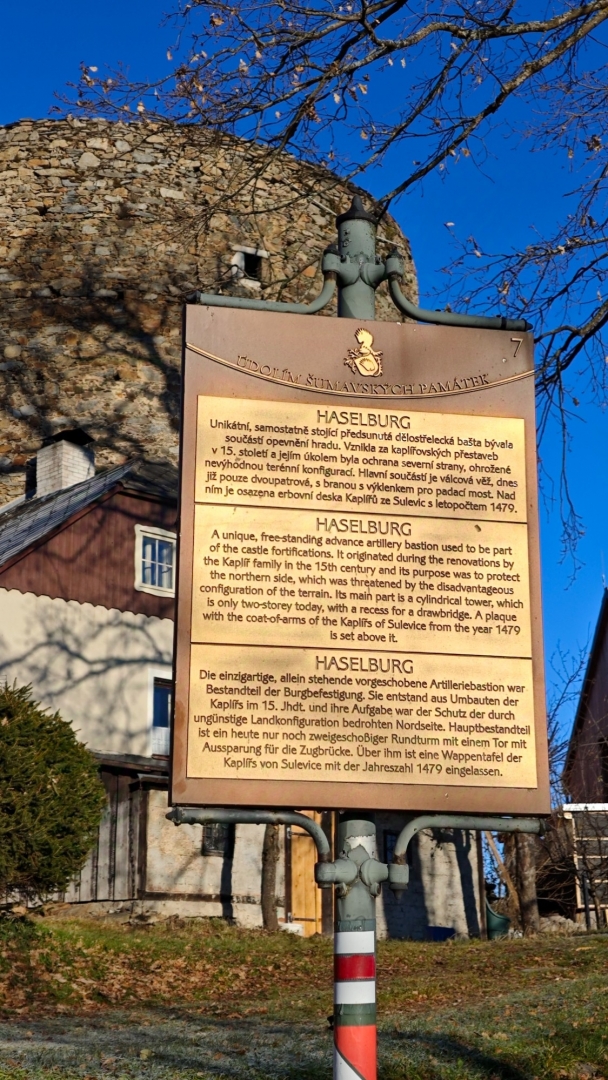 7
ÚDOLÍM ŠUMAVSKÝCH PAMÁTEK
HASELBURG
Unikátní, samostatně stojící předsunutá dělostřelecká bašta bývala
součástí opevnění hradu. Vznikla za kaplířovských přestaveb
v 15. století a jejím úkolem byla ochrana severní strany, ohrožené
nevýhodnou terénní konfigurací. Hlavní součástí je válcová věž, dnes
již pouze dvoupatrová, s branou s výklenkem pro padací most. Nad
ním je osazena erbovní deska Kaplířů ze Sulevic s letopočtem 1479.
HASELBURG
A unique, free-standing advance artillery bastion used to be part
of the castle fortifications. It originated during the renovations by
the Kaplíř family in the 15th century and its purpose was to protect
the northern side, which was threatened by the disadvantageous
configuration of the terrain. Its main part is a cylindrical tower, which
is only two-storey today, with a recess for a drawbridge. A plaque
with the coat-of-arms of the Kaplířs of Sulevice from the year 1479
is set above it.
HASELBURG
Die einzigartige, allein stehende vorgeschobene Artilleriebastion war
Bestandteil der Burgbefestigung. Sie entstand aus Umbauten der
Kaplířs im 15. Jhdt. und ihre Aufgabe war der Schutz der durch
ungünstige Landkonfiguration bedrohten Nordseite. Hauptbestandteil
ist ein heute nur noch zweigeschoßiger Rundturm mit einem Tor mit
Aussparung für die Zugbrücke. Über ihm ist eine Wappentafel der
Kaplířs von Sulevice mit der Jahreszahl 1479 eingelassen.